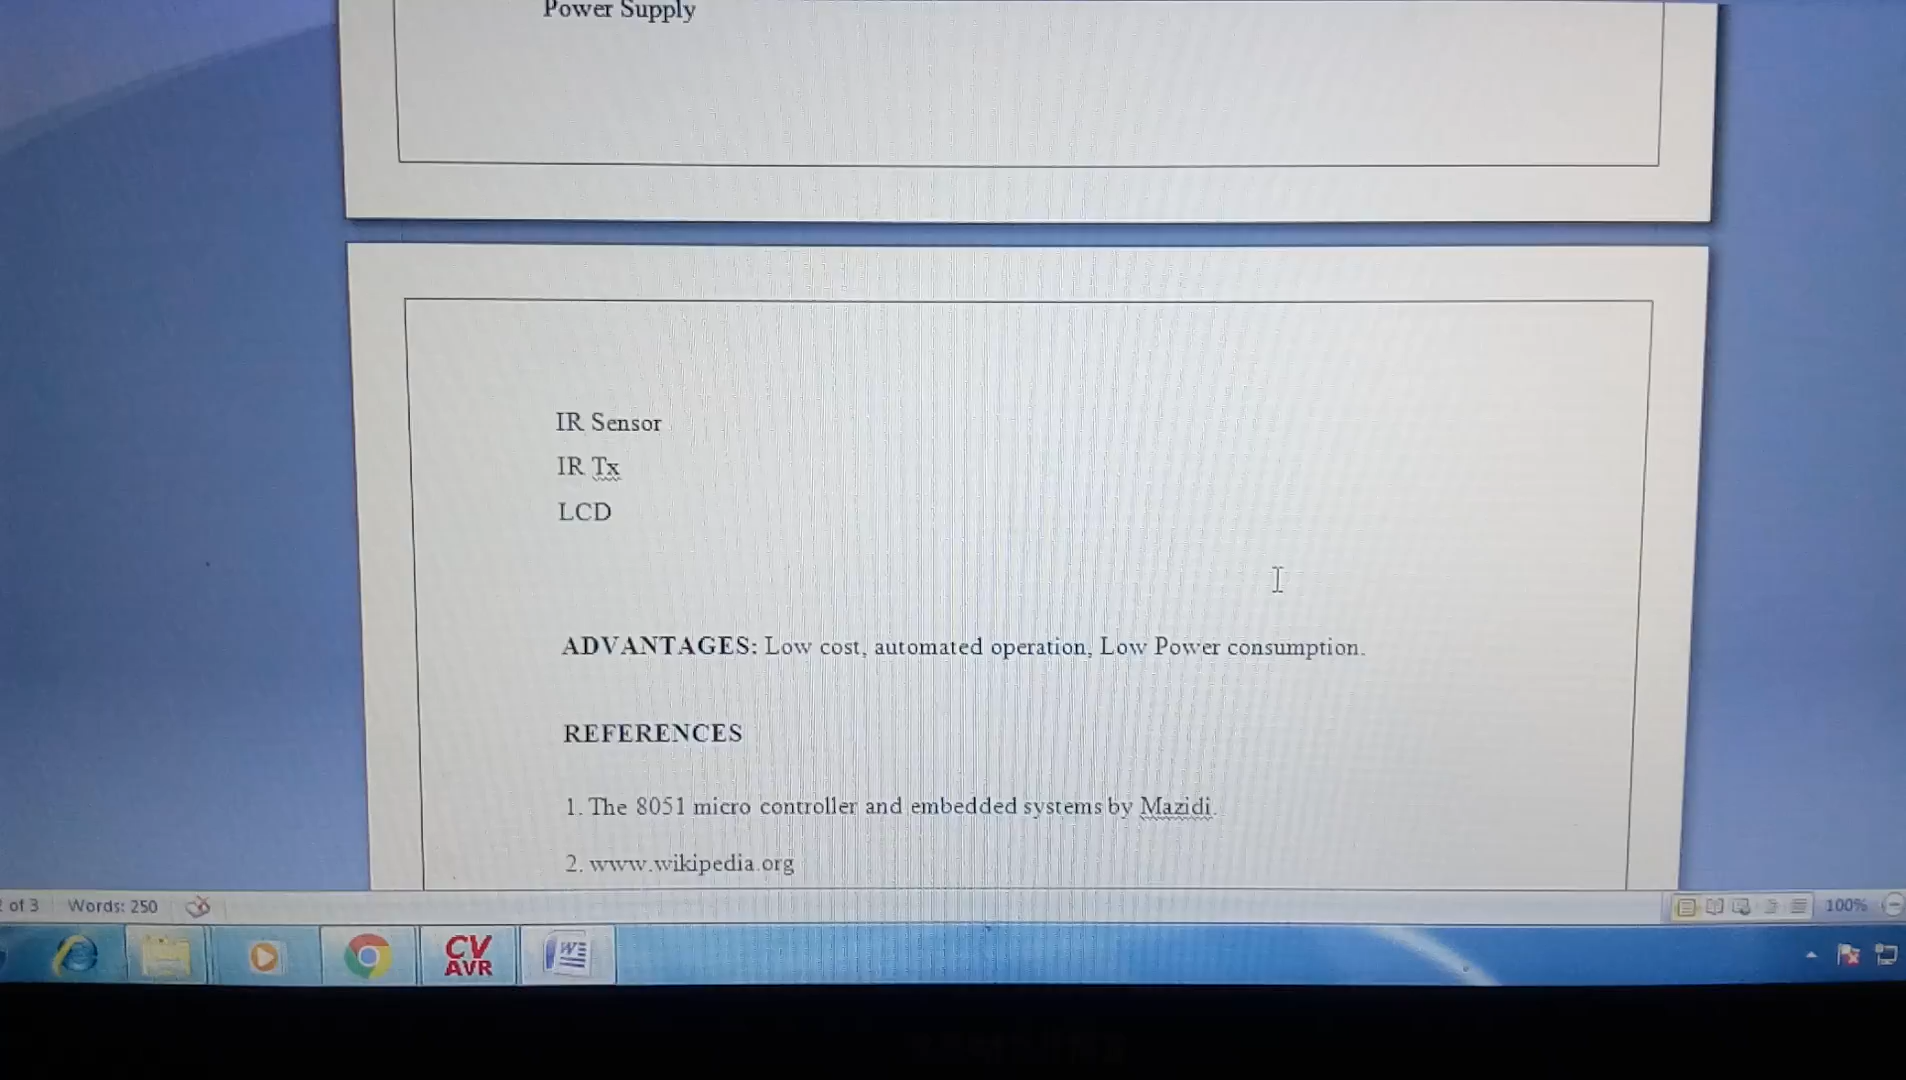 Power Supply
IR Sensor
IR Tx
LCD
ADVANTAGES: Low cost, automated operation, Low Power consumption.
REFERENCES
1. The 8051 micro controller and embedded systems by Mazidi.
2. www.wikipedia.org
of 3 Words: 250 100%
CV
AVR